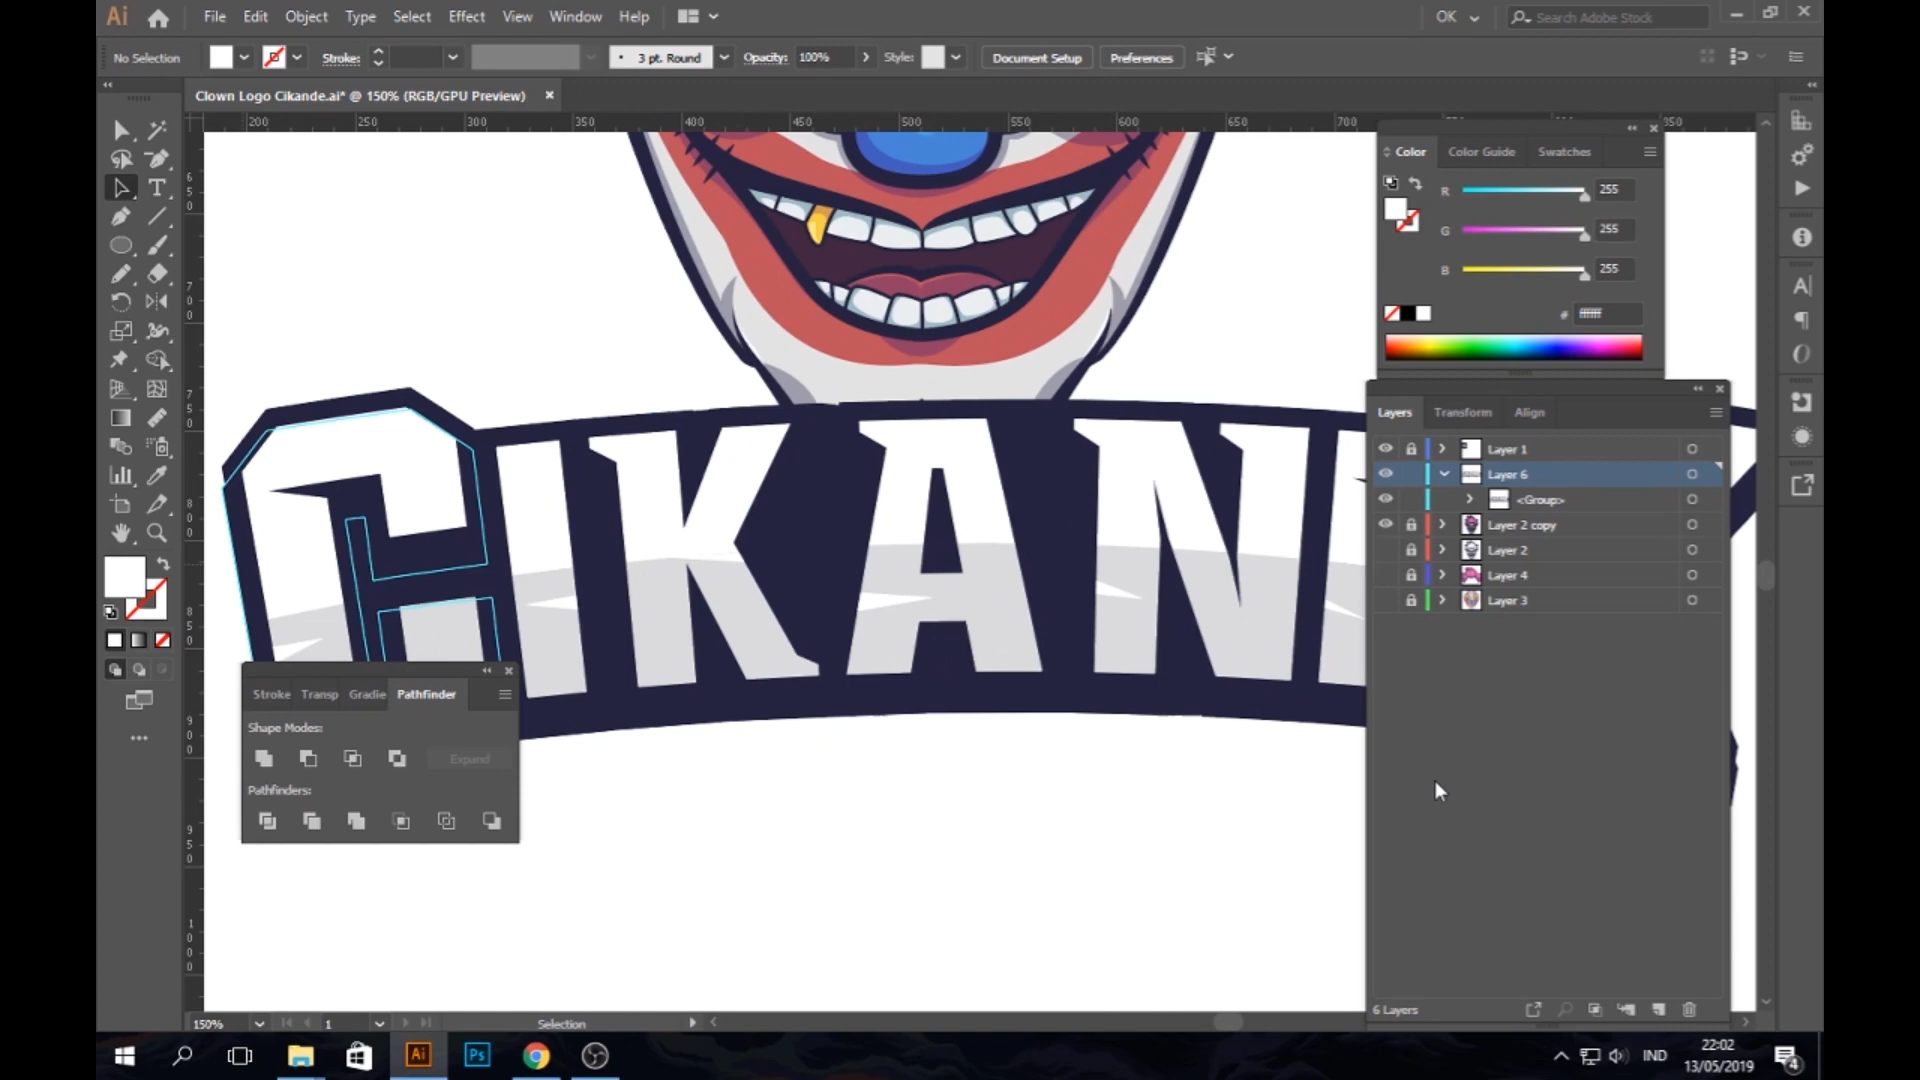 Ai File Edit Object Type Select Effect View Window Help OK Search Adobe Stock
No Selection Stroke: 3 pt. Round Opacity: 100% Style: Document Setup Preferences
Clown Logo Cikande.ai* @ 150% (RGB/GPU Preview)
200 250 300 350 400 450 500 550 600 650 700
Color Color Guide Swatches
R 255
G 255
B 255
# ffffff
CIKAN
Layers Transform Align
Layer 1
Layer 6
<Group>
Layer 2 copy
Layer 2
Layer 4
Layer 3
6 Layers
Stroke Transp Gradie Pathfinder
Shape Modes:
Expand
Pathfinders:
150% 1 Selection
Ai Ps IND
22:02
13/05/2019
4